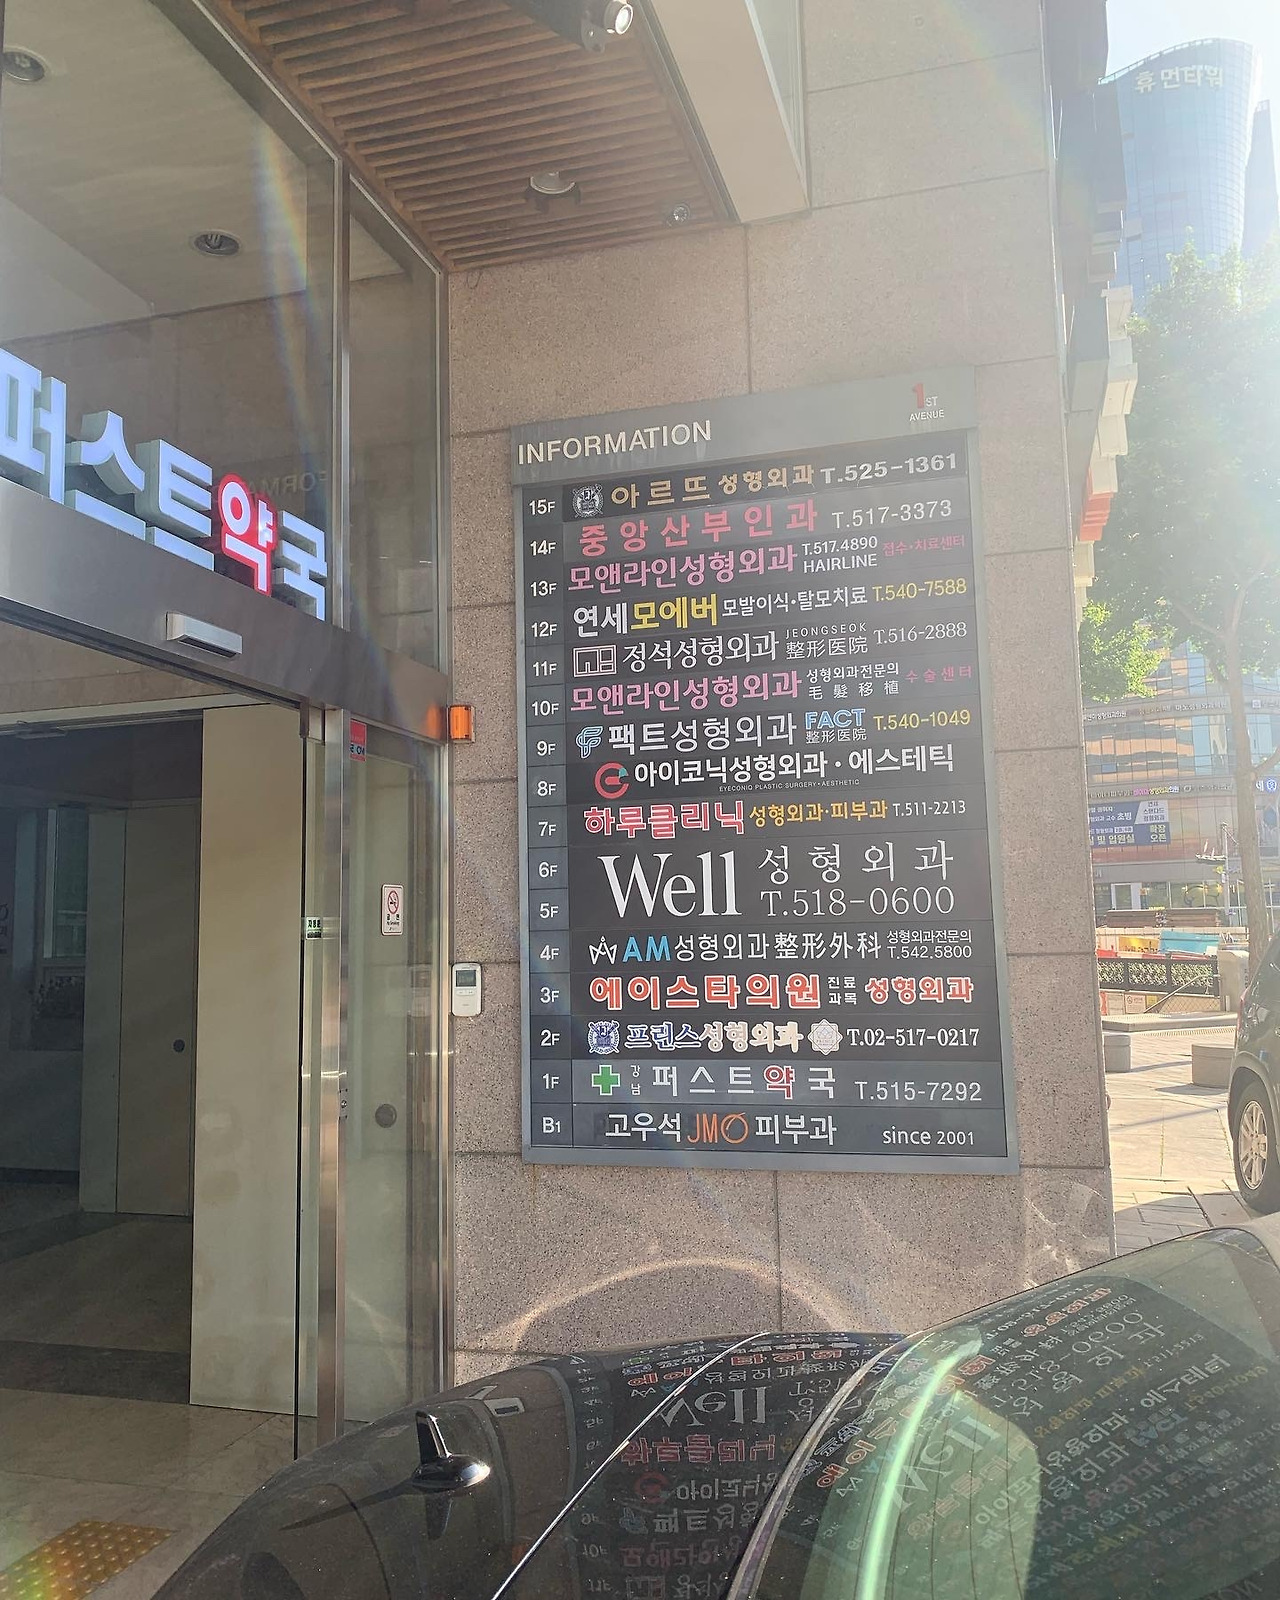 휴먼타워
퍼스트약국
1ST
AVENUE
INFORMATION
15F 아르뜨 성형외과 T.525-1361
14F 중앙산부인과 T.517-3373
13F 모앤라인성형외과 T.517.4890 HAIRLINE 접수·치료센터
12F 연세모에버 모발이식·탈모치료 T.540-7588
11F 정석성형외과 JEONGSEOK 整形医院 T.516-2888
10F 모앤라인성형외과 성형외과전문의 毛髮移植 수술센터
9F 팩트성형외과 FACT 整形医院 T.540-1049
8F 아이코닉성형외과·에스테틱
EYECONIQ PLASTIC SURGERY·AESTHETIC
7F 하루클리닉 성형외과·피부과 T.511-2213
6F
5F Well 성형외과 T.518-0600
4F AM성형외과 整形外科 성형외과전문의 T.542.5800
3F 에이스타의원 진료과목 성형외과
2F 프린스성형외과 T.02-517-0217
1F 강남 퍼스트약국 T.515-7292
B1 고우석 JMO 피부과 since 2001
금연